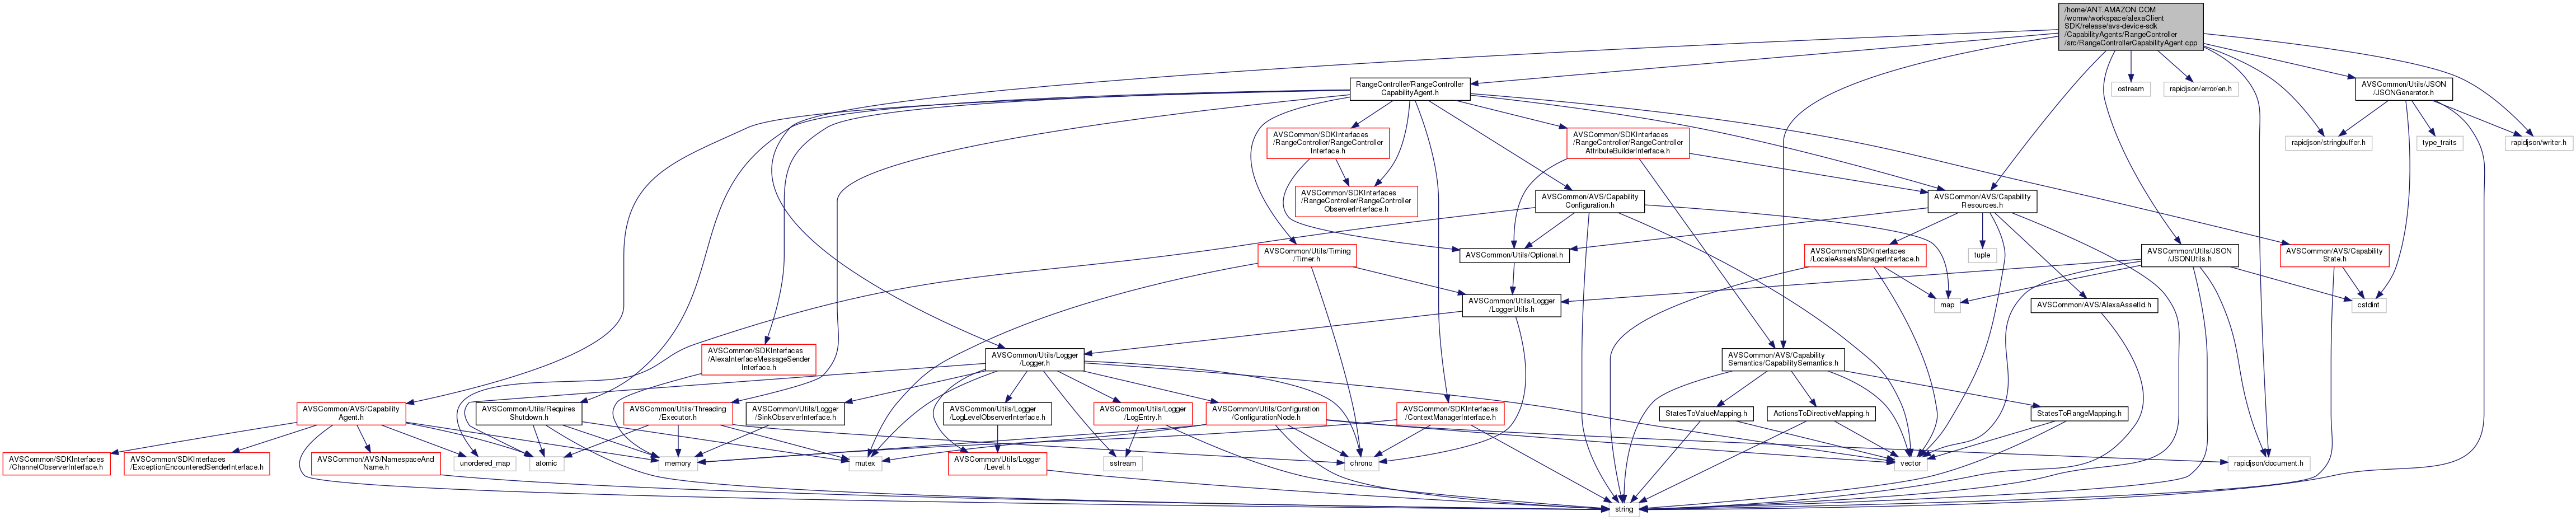 /home/ANT.AMAZON.COM
/womw/workspace/alexaClient
SDK/release/avs-device-sdk
/CapabilityAgents/RangeController
/src/RangeControllerCapabilityAgent.cpp
RangeController/RangeController
CapabilityAgent.h
ostream
rapidjson/error/en.h
AVSCommon/Utils/JSON
/JSONGenerator.h
AVSCommon/SDKInterfaces
/RangeController/RangeController
Interface.h
AVSCommon/SDKInterfaces
/RangeController/RangeController
AttributeBuilderInterface.h
rapidjson/stringbuffer.h
type_traits
rapidjson/writer.h
AVSCommon/SDKInterfaces
/RangeController/RangeController
ObserverInterface.h
AVSCommon/AVS/Capability
Configuration.h
AVSCommon/AVS/Capability
Resources.h
AVSCommon/Utils/Timing
/Timer.h
AVSCommon/Utils/Optional.h
AVSCommon/SDKInterfaces
/LocaleAssetsManagerInterface.h
tuple
AVSCommon/Utils/JSON
/JSONUtils.h
AVSCommon/AVS/Capability
State.h
AVSCommon/Utils/Logger
/LoggerUtils.h
map
AVSCommon/AVS/AlexaAssetId.h
cstdint
AVSCommon/SDKInterfaces
/AlexaInterfaceMessageSender
Interface.h
AVSCommon/Utils/Logger
/Logger.h
AVSCommon/AVS/Capability
Semantics/CapabilitySemantics.h
AVSCommon/AVS/Capability
Agent.h
AVSCommon/Utils/Requires
Shutdown.h
AVSCommon/Utils/Threading
/Executor.h
AVSCommon/Utils/Logger
/SinkObserverInterface.h
AVSCommon/Utils/Logger
/LogLevelObserverInterface.h
AVSCommon/Utils/Logger
/LogEntry.h
AVSCommon/Utils/Configuration
/ConfigurationNode.h
AVSCommon/SDKInterfaces
/ContextManagerInterface.h
StatesToValueMapping.h
ActionsToDirectiveMapping.h
StatesToRangeMapping.h
AVSCommon/SDKInterfaces
/ChannelObserverInterface.h
AVSCommon/SDKInterfaces
/ExceptionEncounteredSenderInterface.h
AVSCommon/AVS/NamespaceAnd
Name.h
unordered_map
atomic
memory
mutex
AVSCommon/Utils/Logger
/Level.h
sstream
chrono
vector
rapidjson/document.h
string